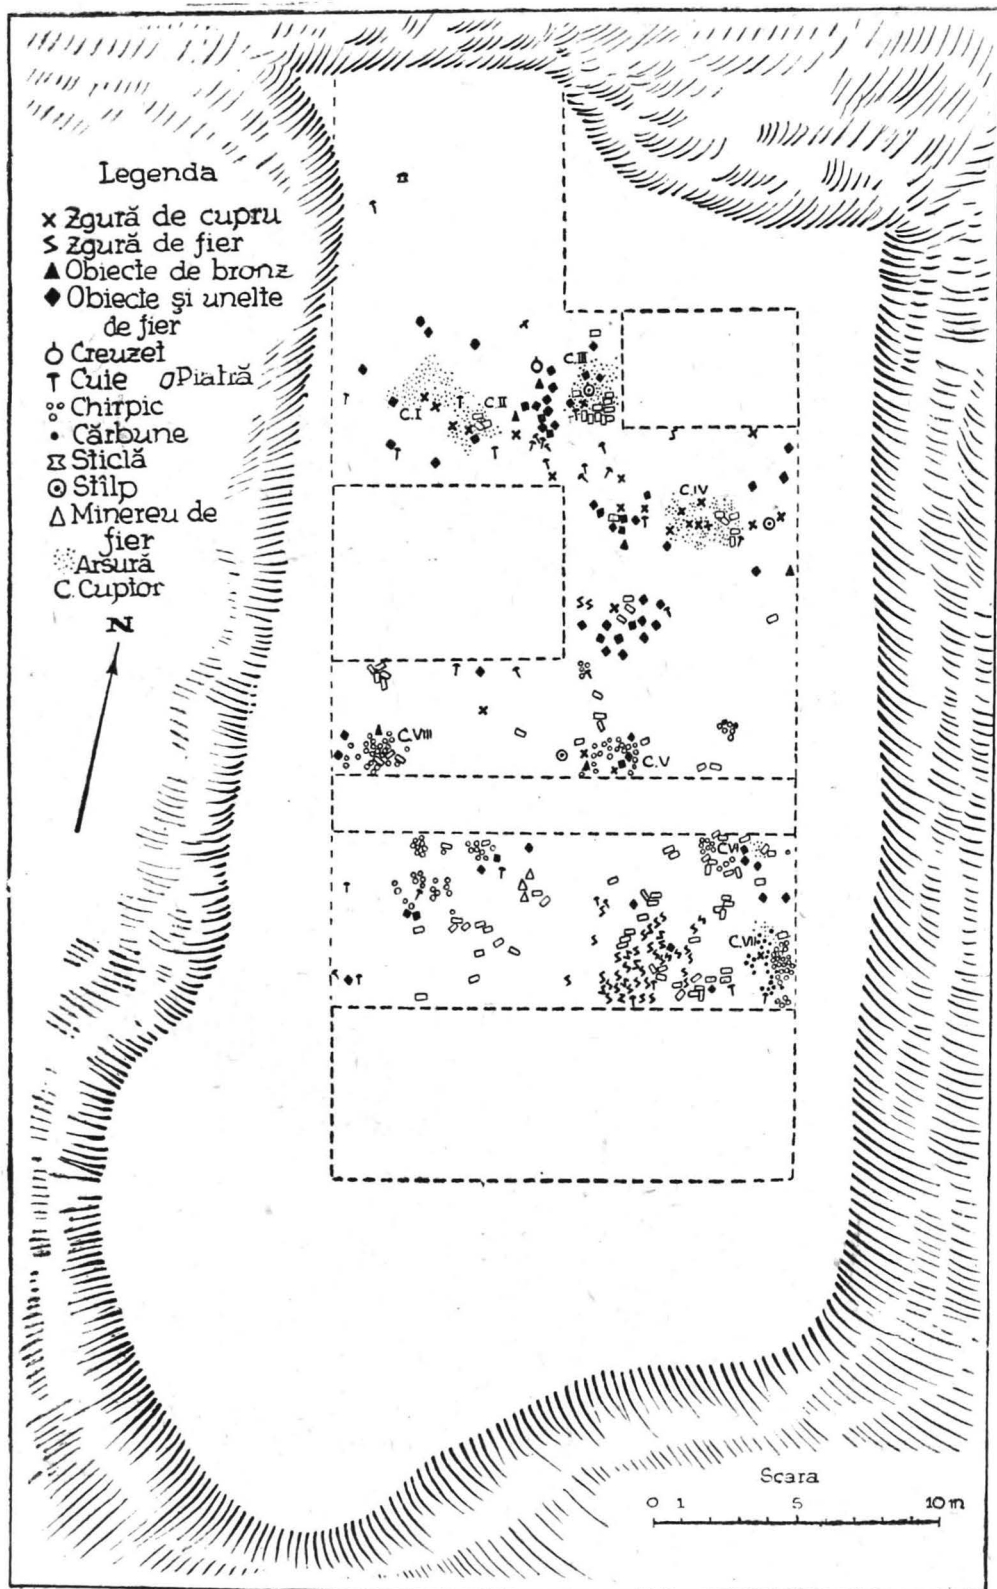 Legenda
x Zgură de cupru
zgură de fier
Obiecte de bronz
Obiecte și unelte
de fier
Creuzet
Cuie Piatră
Chirpic
Cărbune
Sticlă
Stîlp
Minereu de
fier
Arsură
C. Cuptor
N
C.III
C.I
C.II
C.IV
C.VIII
C.V
C.VI
C.VII
Scara
0 1 5 10 m